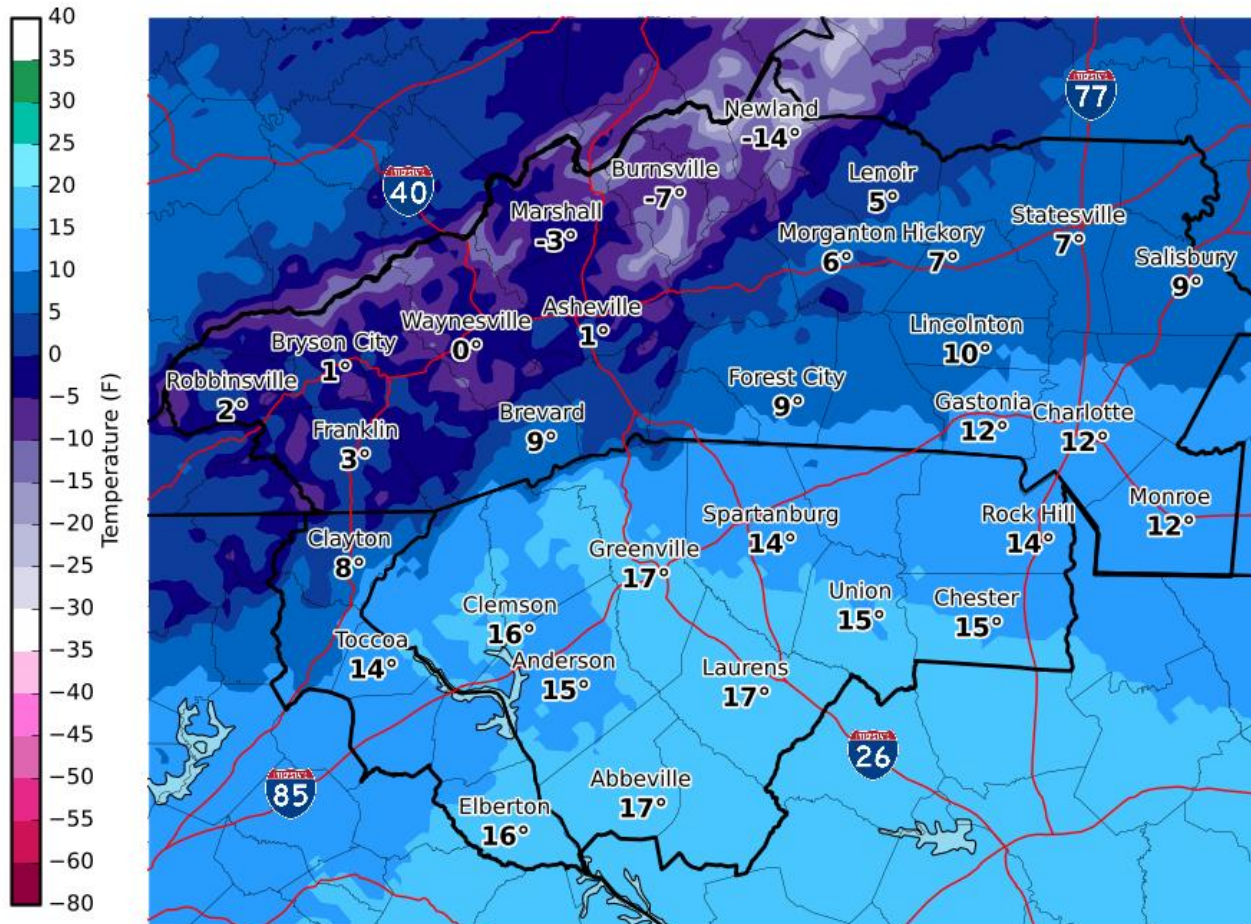 40
35
30
25
20
15
10
5
0
−5
−10
−15
−20
−25
−30
−35
−40
−45
−50
−55
−60
−80
Temperature (F)
77
Newland
-14°
40
Burnsville
-7°
Lenoir
5°
Marshall
-3°
Statesville
7°
Morganton Hickory
6° 7°
Salisbury
9°
Asheville
1°
Waynesville
0°
Lincolnton
10°
Bryson City
1°
Robbinsville
2°
Forest City
9°
Brevard
9°
Gastonia
12°
Charlotte
12°
Franklin
3°
Monroe
12°
Spartanburg
14°
Rock Hill
14°
Clayton
8°
Greenville
17°
Union
15°
Chester
15°
Clemson
16°
Toccoa
14°
Anderson
15°
Laurens
17°
26
85
Abbeville
17°
Elberton
16°